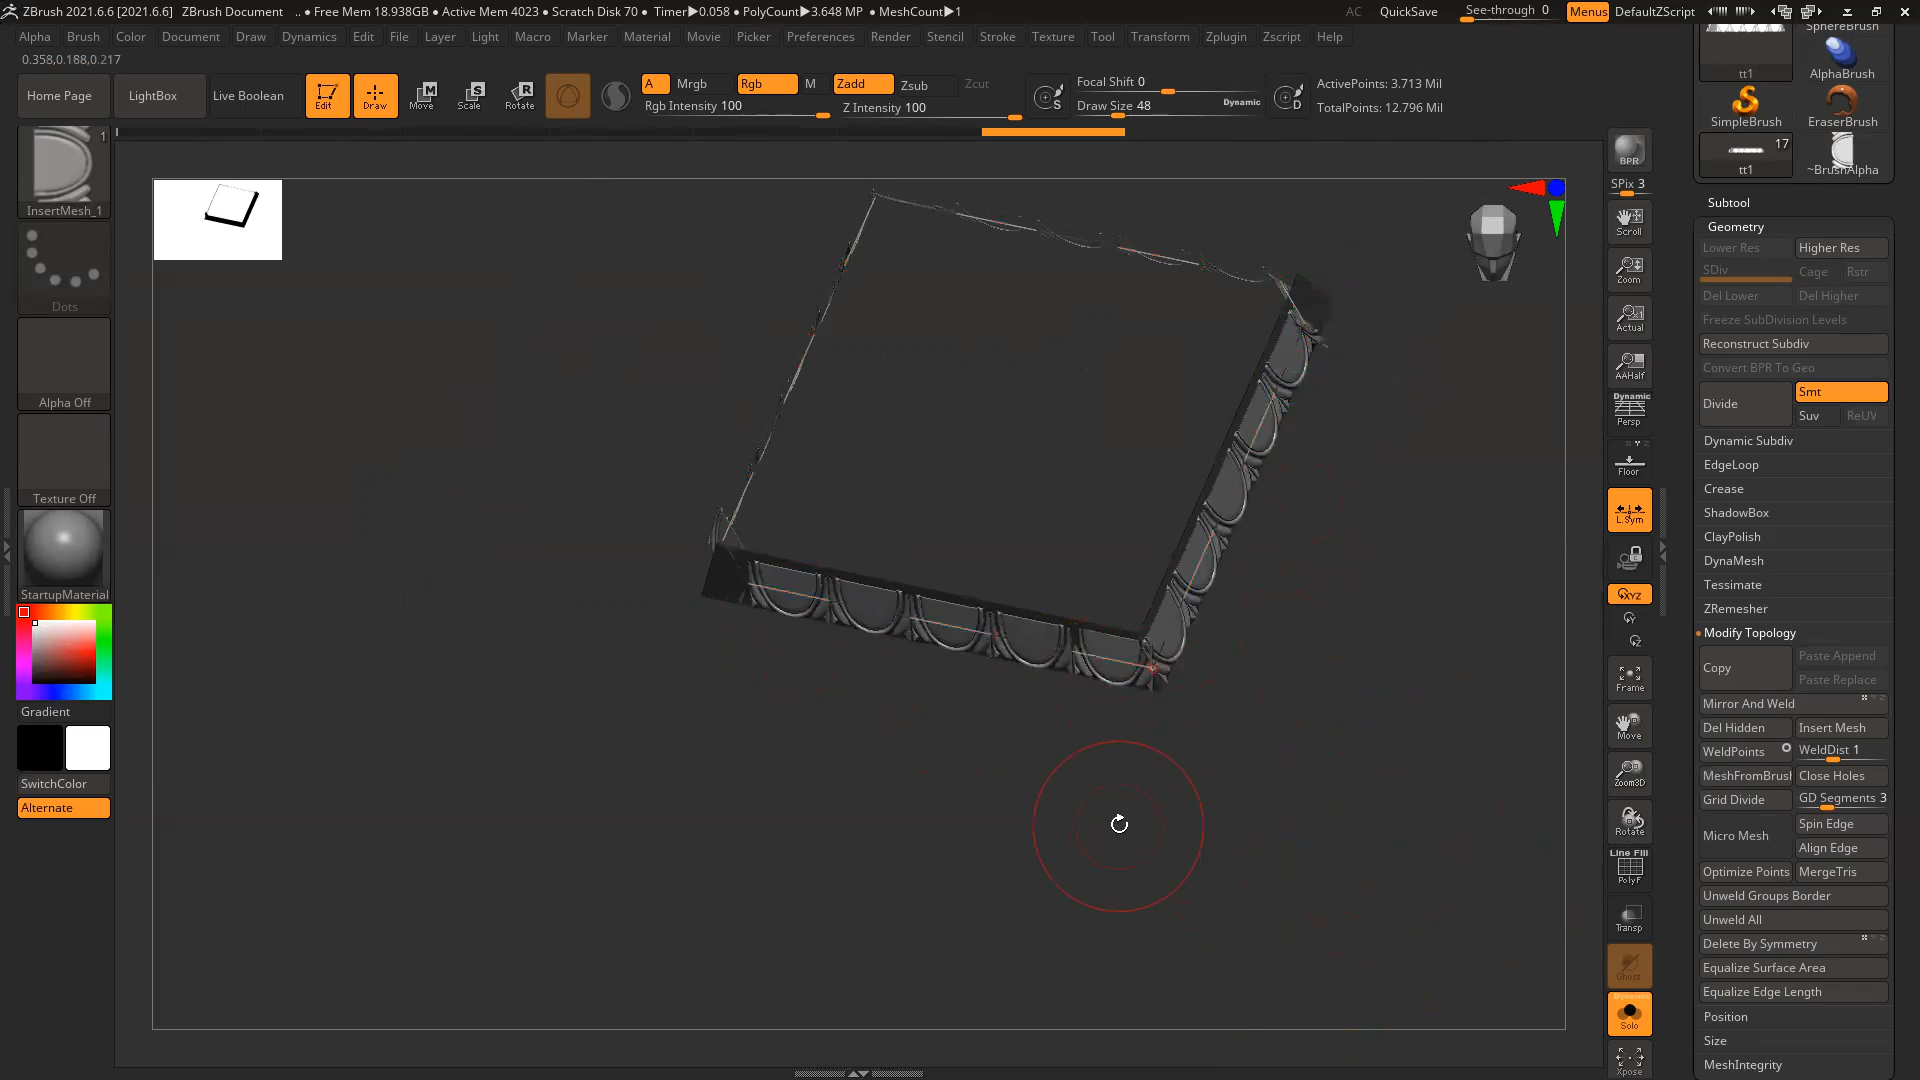 ZBrush 2021.6.6 [2021.6.6] ZBrush Document .. ● Free Mem 18.938GB ● Active Mem 4023 ● Scratch Disk 70 ● Timer▶0.058 ● PolyCount▶3.648 MP ● MeshCount▶1 AC QuickSave See-through 0 Menus DefaultZScript
Alpha Brush Color Document Draw Dynamics Edit File Layer Light Macro Marker Material Movie Picker Preferences Render Stencil Stroke Texture Tool Transform Zplugin Zscript Help
0.358,0.188,0.217
Home Page LightBox Live Boolean Edit Draw Move Scale Rotate
A Mrgb Rgb M Zadd Zsub Zcut
Rgb Intensity 100 Z Intensity 100
Focal Shift 0
Draw Size 48 Dynamic
S D
ActivePoints: 3.713 Mil
TotalPoints: 12.796 Mil
1
InsertMesh_1
Dots
Alpha Off
Texture Off
StartupMaterial
Gradient
SwitchColor
Alternate
BPR
SPix 3
Scroll
Zoom
Actual
AAHalf
Dynamic
Persp
Floor
L.Sym
XYZ
Frame
Move
Zoom3D
Rotate
Line Fill
PolyF
Transp
Ghost
Dynamic
Solo
Xpose
SphereBrush
tt1 AlphaBrush
SimpleBrush EraserBrush
17
tt1 ~BrushAlpha
Subtool
Geometry
Lower Res Higher Res
SDiv Cage Rstr
Del Lower Del Higher
Freeze SubDivision Levels
Reconstruct Subdiv
Convert BPR To Geo
Divide Smt
Suv ReUV
Dynamic Subdiv
EdgeLoop
Crease
ShadowBox
ClayPolish
DynaMesh
Tessimate
ZRemesher
Modify Topology
Copy Paste Append
Paste Replace
Mirror And Weld
Del Hidden Insert Mesh
WeldPoints WeldDist 1
MeshFromBrush Close Holes
Grid Divide GD Segments 3
Micro Mesh Spin Edge
Align Edge
Optimize Points MergeTris
Unweld Groups Border
Unweld All
Delete By Symmetry
Equalize Surface Area
Equalize Edge Length
Position
Size
MeshIntegrity